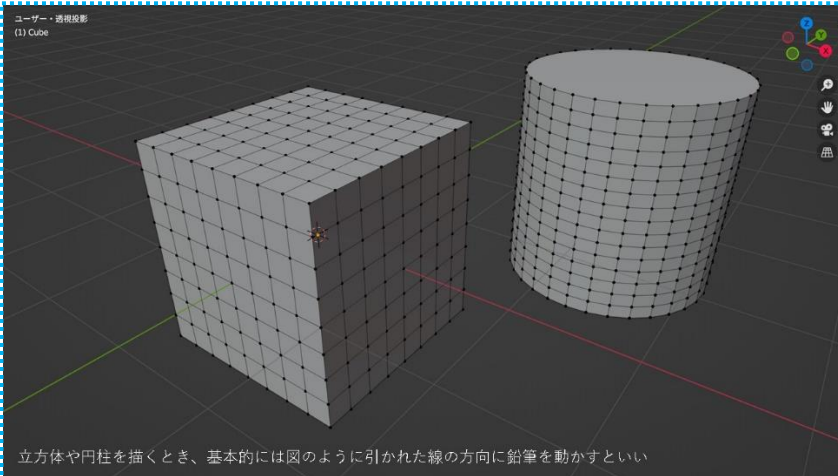 ユーザー・透視投影
(1) Cube
Z
Y
X
立方体や円柱を描くとき、基本的には図のように引かれた線の方向に鉛筆を動かすといい